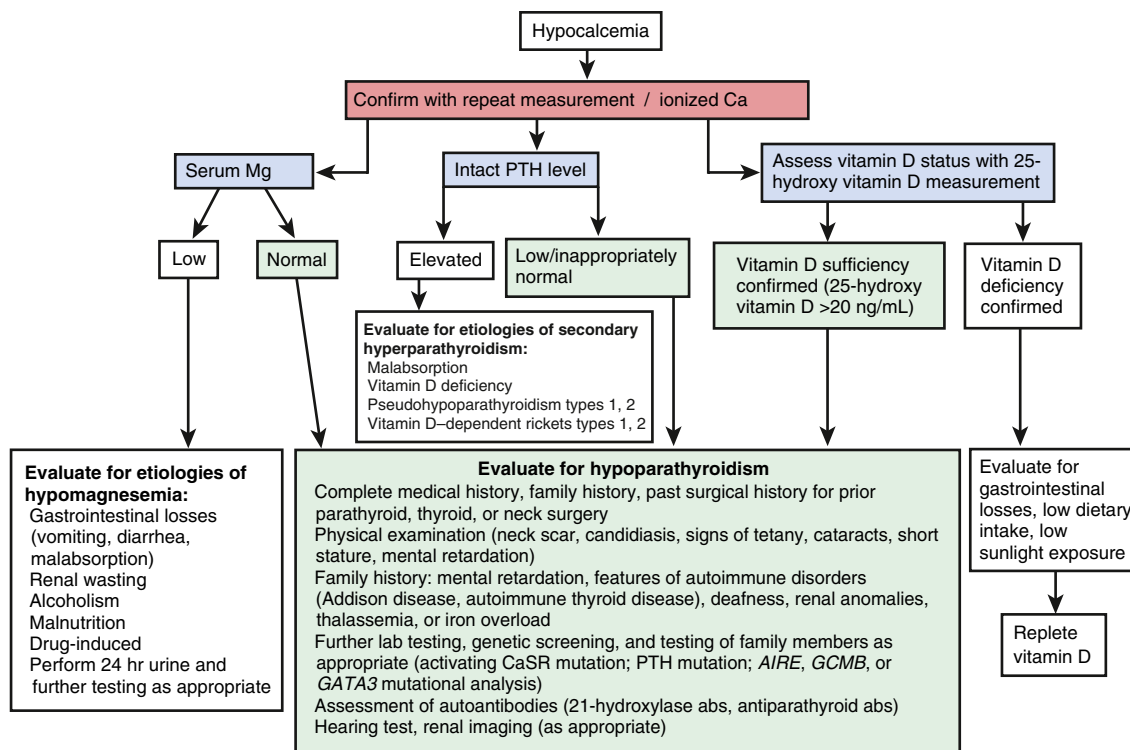 Hypocalcemia
Confirm with repeat measurement / ionized Ca
Serum Mg
Intact PTH level
Assess vitamin D status with 25-
hydroxy vitamin D measurement
Low
Normal
Elevated
Low/inappropriately
normal
Vitamin D sufficiency
confirmed (25-hydroxy
vitamin D >20 ng/mL)
Vitamin D
deficiency
confirmed
Evaluate for etiologies of secondary
hyperparathyroidism:
Malabsorption
Vitamin D deficiency
Pseudohypoparathyroidism types 1, 2
Vitamin D–dependent rickets types 1, 2
Evaluate for etiologies of
hypomagnesemia:
Gastrointestinal losses
(vomiting, diarrhea,
malabsorption)
Renal wasting
Alcoholism
Malnutrition
Drug-induced
Perform 24 hr urine and
further testing as appropriate
Evaluate for hypoparathyroidism
Complete medical history, family history, past surgical history for prior
parathyroid, thyroid, or neck surgery
Physical examination (neck scar, candidiasis, signs of tetany, cataracts, short
stature, mental retardation)
Family history: mental retardation, features of autoimmune disorders
(Addison disease, autoimmune thyroid disease), deafness, renal anomalies,
thalassemia, or iron overload
Further lab testing, genetic screening, and testing of family members as
appropriate (activating CaSR mutation; PTH mutation; AIRE, GCMB, or
GATA3 mutational analysis)
Assessment of autoantibodies (21-hydroxylase abs, antiparathyroid abs)
Hearing test, renal imaging (as appropriate)
Evaluate for
gastrointestinal
losses, low dietary
intake, low
sunlight exposure
Replete
vitamin D